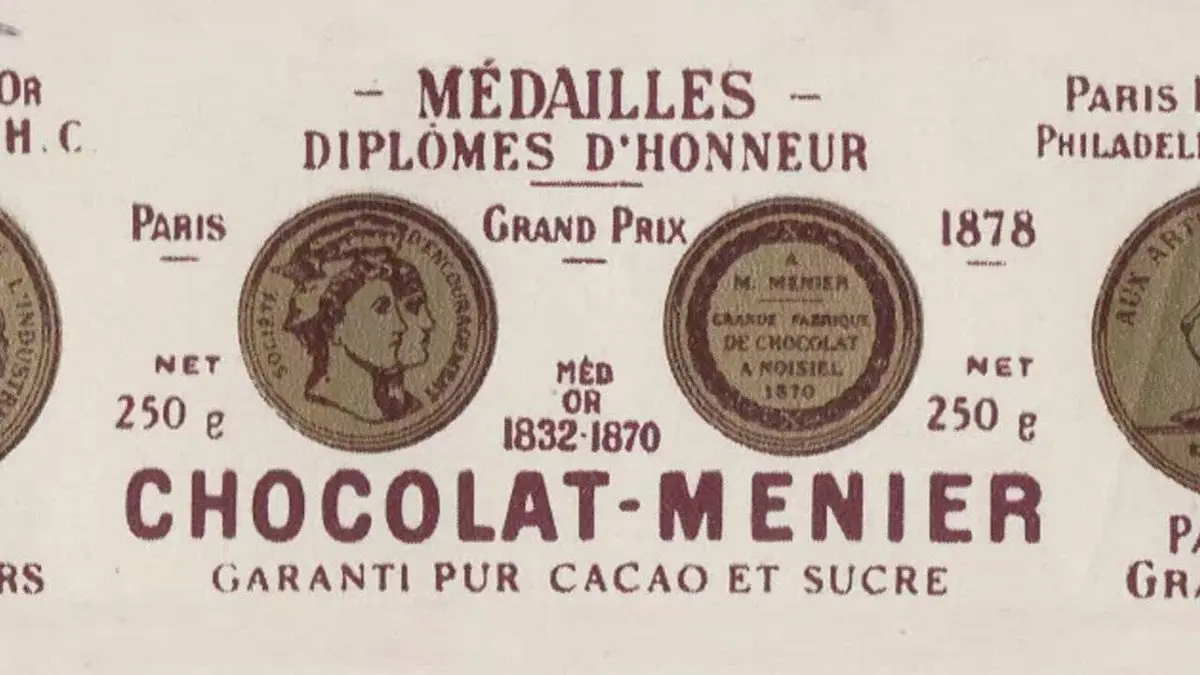 Or
H.C.
L'INDUSTR
RS
- MÉDAILLES -
DIPLÔMES D'HONNEUR
PARIS
GRAND PRIX
1878
SOCIÉTÉ D'ENCOURAGEMENT
A
M. MENIER
GRANDE FABRIQUE
DE CHOCOLAT
A NOISIEL
1870
NET
250 g
MÉD
OR
1832-1870
NET
250 g
CHOCOLAT-MENIER
GARANTI PUR CACAO ET SUCRE
PARIS
PHILADEL
AUX ART
PA
GRA